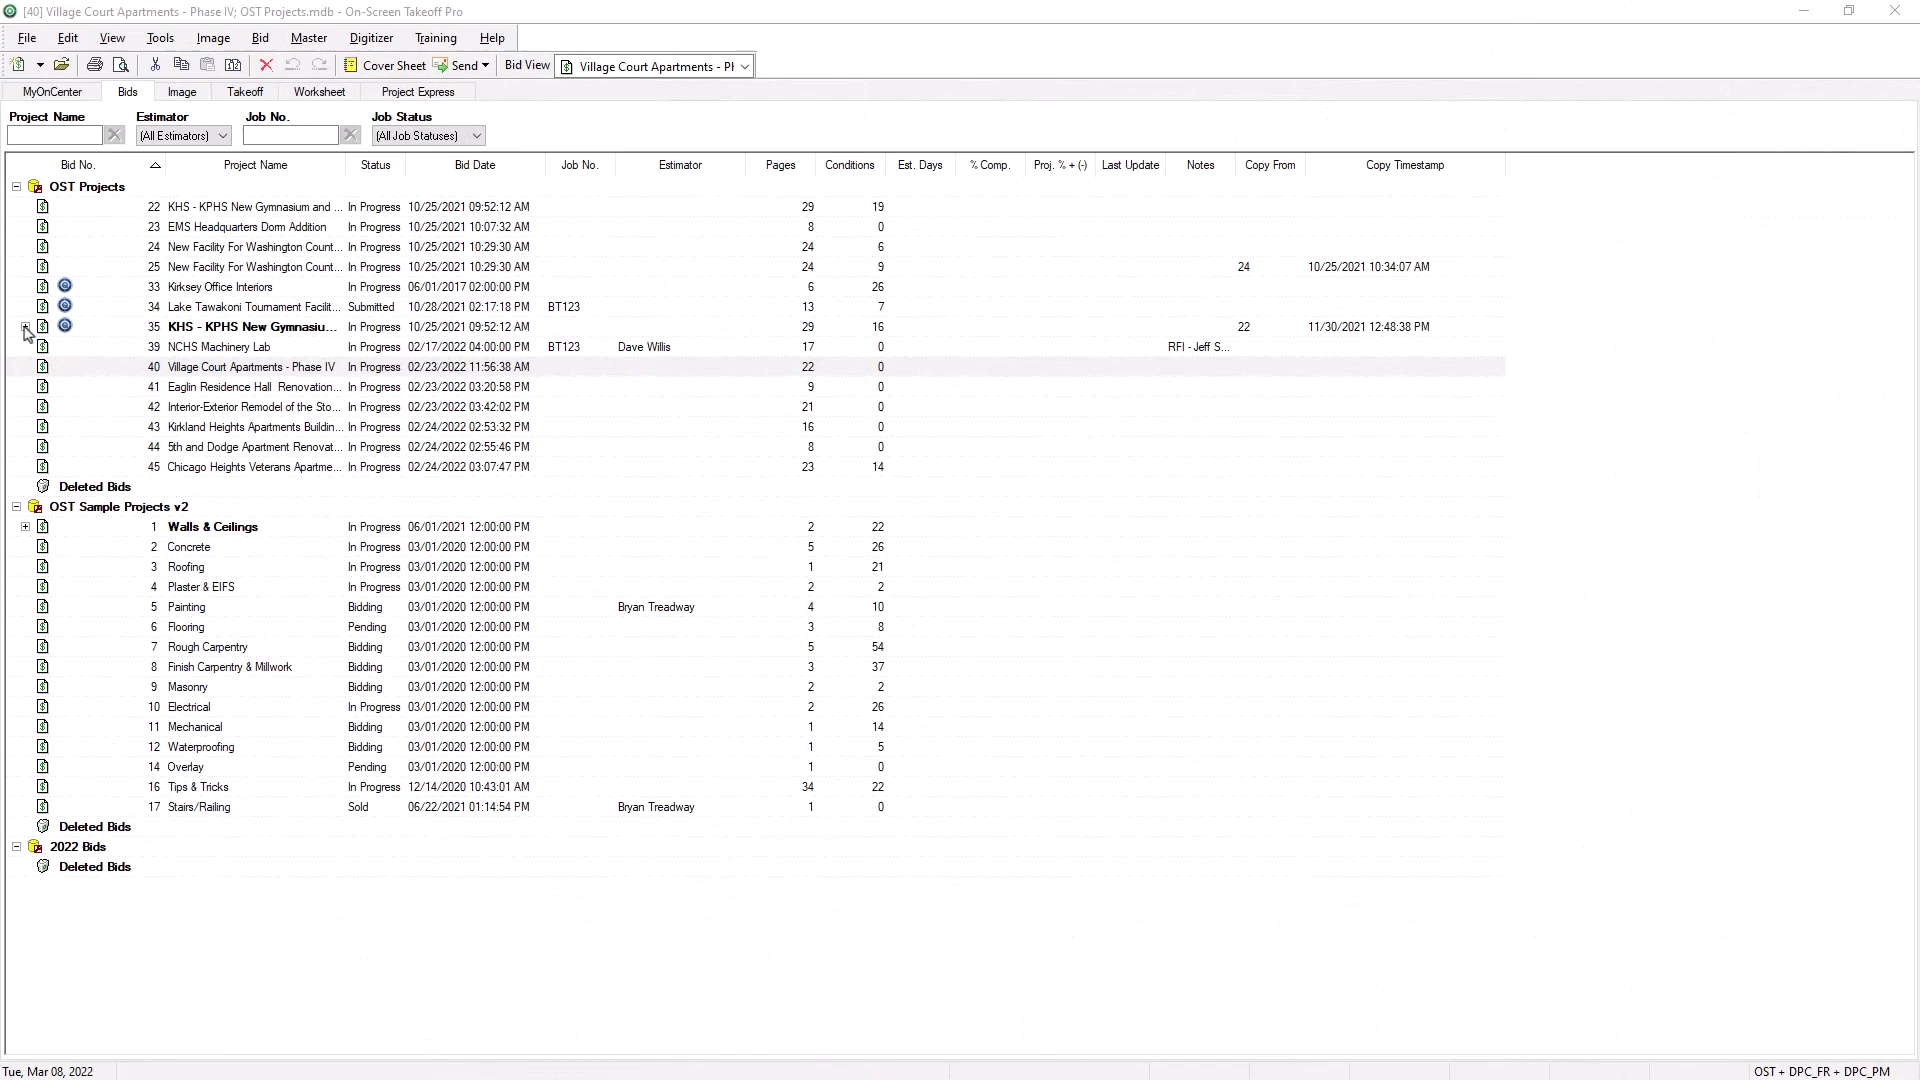 [40] Village Court Apartments - Phase IV; OST Projects.mdb - On-Screen Takeoff Pro
File Edit View Tools Image Bid Master Digitizer Training Help
Cover Sheet Send Bid View Village Court Apartments - Pl
MyOnCenter Bids Image Takeoff Worksheet Project Express
Project Name Estimator Job No. Job Status
(All Estimators) (All Job Statuses)
Bid No. Project Name Status Bid Date Job No. Estimator Pages Conditions Est. Days % Comp. Proj. % + (-) Last Update Notes Copy From Copy Timestamp
OST Projects
22 KHS - KPHS New Gymnasium and ... In Progress 10/25/2021 09:52:12 AM 29 19
23 EMS Headquarters Dorm Addition In Progress 10/25/2021 10:07:32 AM 8 0
24 New Facility For Washington Count... In Progress 10/25/2021 10:29:30 AM 24 6
25 New Facility For Washington Count... In Progress 10/25/2021 10:29:30 AM 24 9 24 10/25/2021 10:34:07 AM
33 Kirksey Office Interiors In Progress 06/01/2017 02:00:00 PM 6 26
34 Lake Tawakoni Tournament Facilit... Submitted 10/28/2021 02:17:18 PM BT123 13 7
35 KHS - KPHS New Gymnasiu... In Progress 10/25/2021 09:52:12 AM 29 16 22 11/30/2021 12:48:38 PM
39 NCHS Machinery Lab In Progress 02/17/2022 04:00:00 PM BT123 Dave Willis 17 0 RFI - Jeff S...
40 Village Court Apartments - Phase IV In Progress 02/23/2022 11:56:38 AM 22 0
41 Eaglin Residence Hall Renovation... In Progress 02/23/2022 03:20:58 PM 9 0
42 Interior-Exterior Remodel of the Sto... In Progress 02/23/2022 03:42:02 PM 21 0
43 Kirkland Heights Apartments Buildin... In Progress 02/24/2022 02:53:32 PM 16 0
44 5th and Dodge Apartment Renovat... In Progress 02/24/2022 02:55:46 PM 8 0
45 Chicago Heights Veterans Apartme... In Progress 02/24/2022 03:07:47 PM 23 14
Deleted Bids
OST Sample Projects v2
1 Walls & Ceilings In Progress 06/01/2021 12:00:00 PM 2 22
2 Concrete In Progress 03/01/2020 12:00:00 PM 5 26
3 Roofing In Progress 03/01/2020 12:00:00 PM 1 21
4 Plaster & EIFS In Progress 03/01/2020 12:00:00 PM 2 2
5 Painting Bidding 03/01/2020 12:00:00 PM Bryan Treadway 4 10
6 Flooring Pending 03/01/2020 12:00:00 PM 3 8
7 Rough Carpentry Bidding 03/01/2020 12:00:00 PM 5 54
8 Finish Carpentry & Millwork Bidding 03/01/2020 12:00:00 PM 3 37
9 Masonry Bidding 03/01/2020 12:00:00 PM 2 2
10 Electrical In Progress 03/01/2020 12:00:00 PM 2 26
11 Mechanical Bidding 03/01/2020 12:00:00 PM 1 14
12 Waterproofing Bidding 03/01/2020 12:00:00 PM 1 5
14 Overlay Pending 03/01/2020 12:00:00 PM 1 0
16 Tips & Tricks In Progress 12/14/2020 10:43:01 AM 34 22
17 Stairs/Railing Sold 06/22/2021 01:14:54 PM Bryan Treadway 1 0
Deleted Bids
2022 Bids
Deleted Bids
Tue, Mar 08, 2022 OST + DPC_FR + DPC_PM